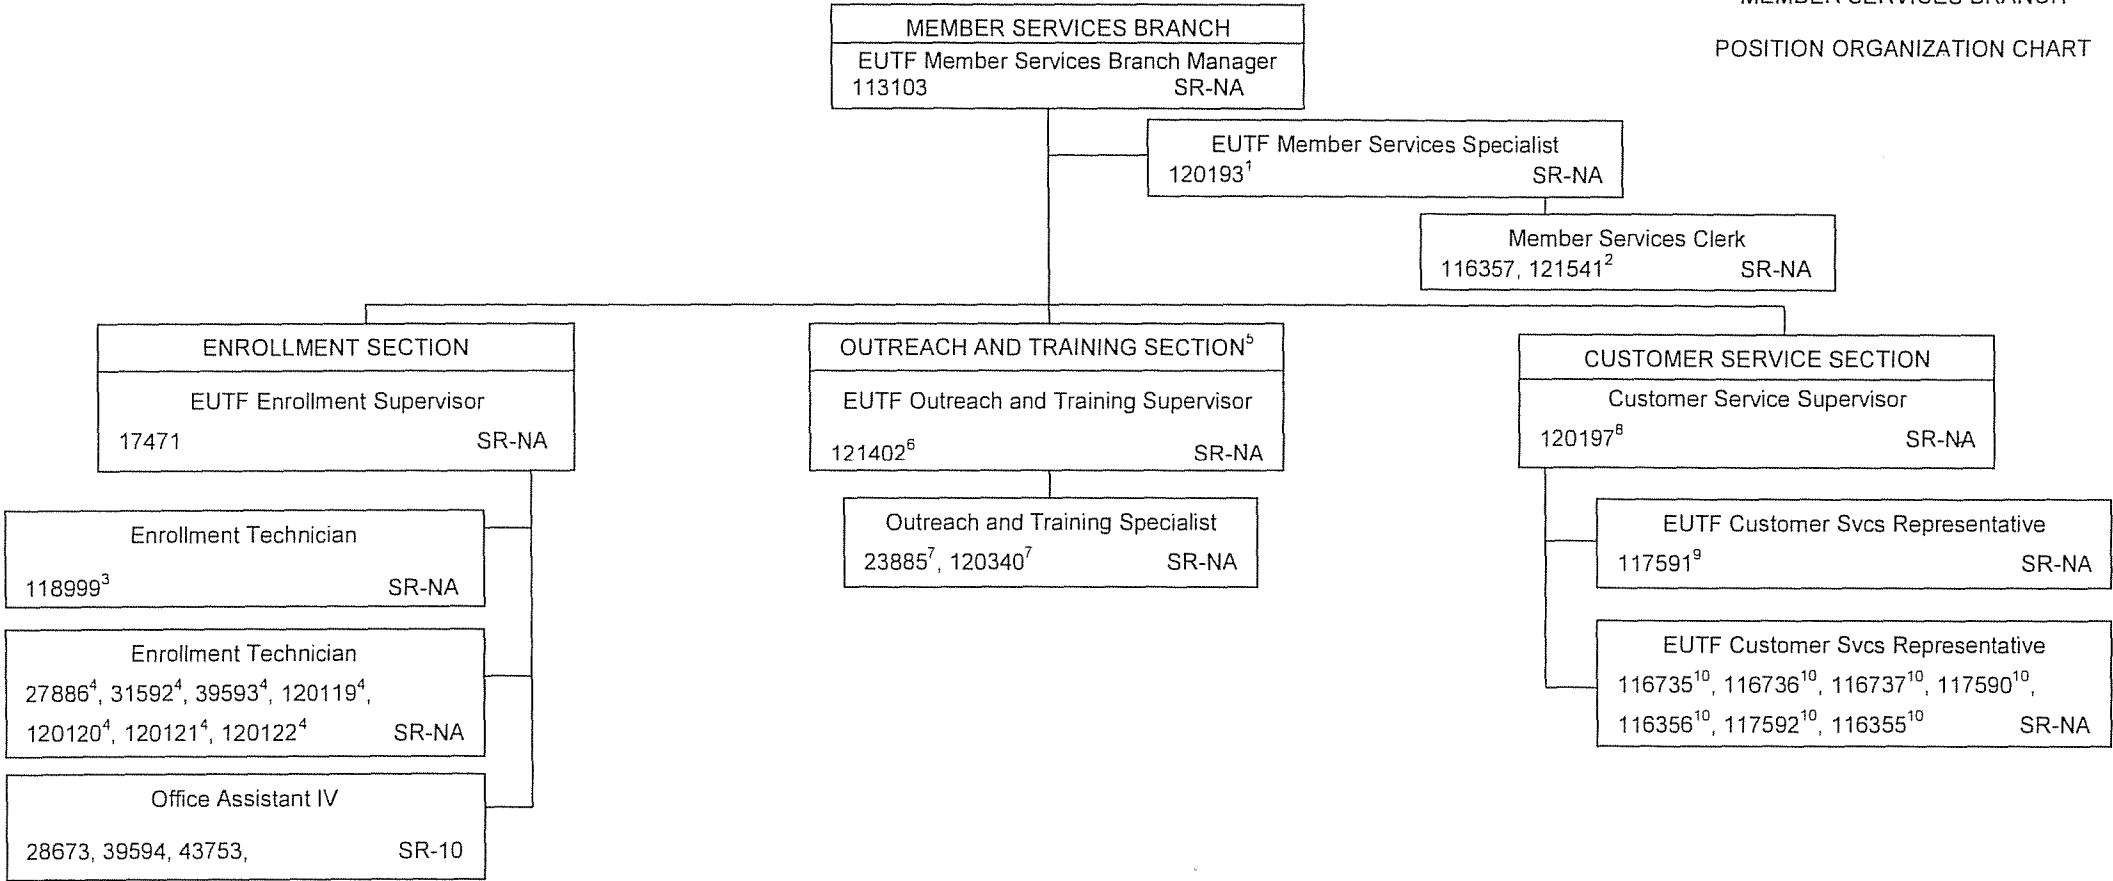 MEMBER SERVICES BRANCH
POSITION ORGANIZATION CHART
MEMBER SERVICES BRANCH
EUTF Member Services Branch Manager
113103 SR-NA
EUTF Member Services Specialist
120193¹ SR-NA
Member Services Clerk
116357, 121541² SR-NA
ENROLLMENT SECTION
EUTF Enrollment Supervisor
17471 SR-NA
Enrollment Technician
118999³ SR-NA
Enrollment Technician
27886⁴, 31592⁴, 39593⁴, 120119⁴,
120120⁴, 120121⁴, 120122⁴ SR-NA
Office Assistant IV
28673, 39594, 43753, SR-10
OUTREACH AND TRAINING SECTION⁵
EUTF Outreach and Training Supervisor
121402⁶ SR-NA
Outreach and Training Specialist
23885⁷, 120340⁷ SR-NA
CUSTOMER SERVICE SECTION
Customer Service Supervisor
120197⁸ SR-NA
EUTF Customer Svcs Representative
117591⁹ SR-NA
EUTF Customer Svcs Representative
116735¹⁰, 116736¹⁰, 116737¹⁰, 117590¹⁰,
116356¹⁰, 117592¹⁰, 116355¹⁰ SR-NA